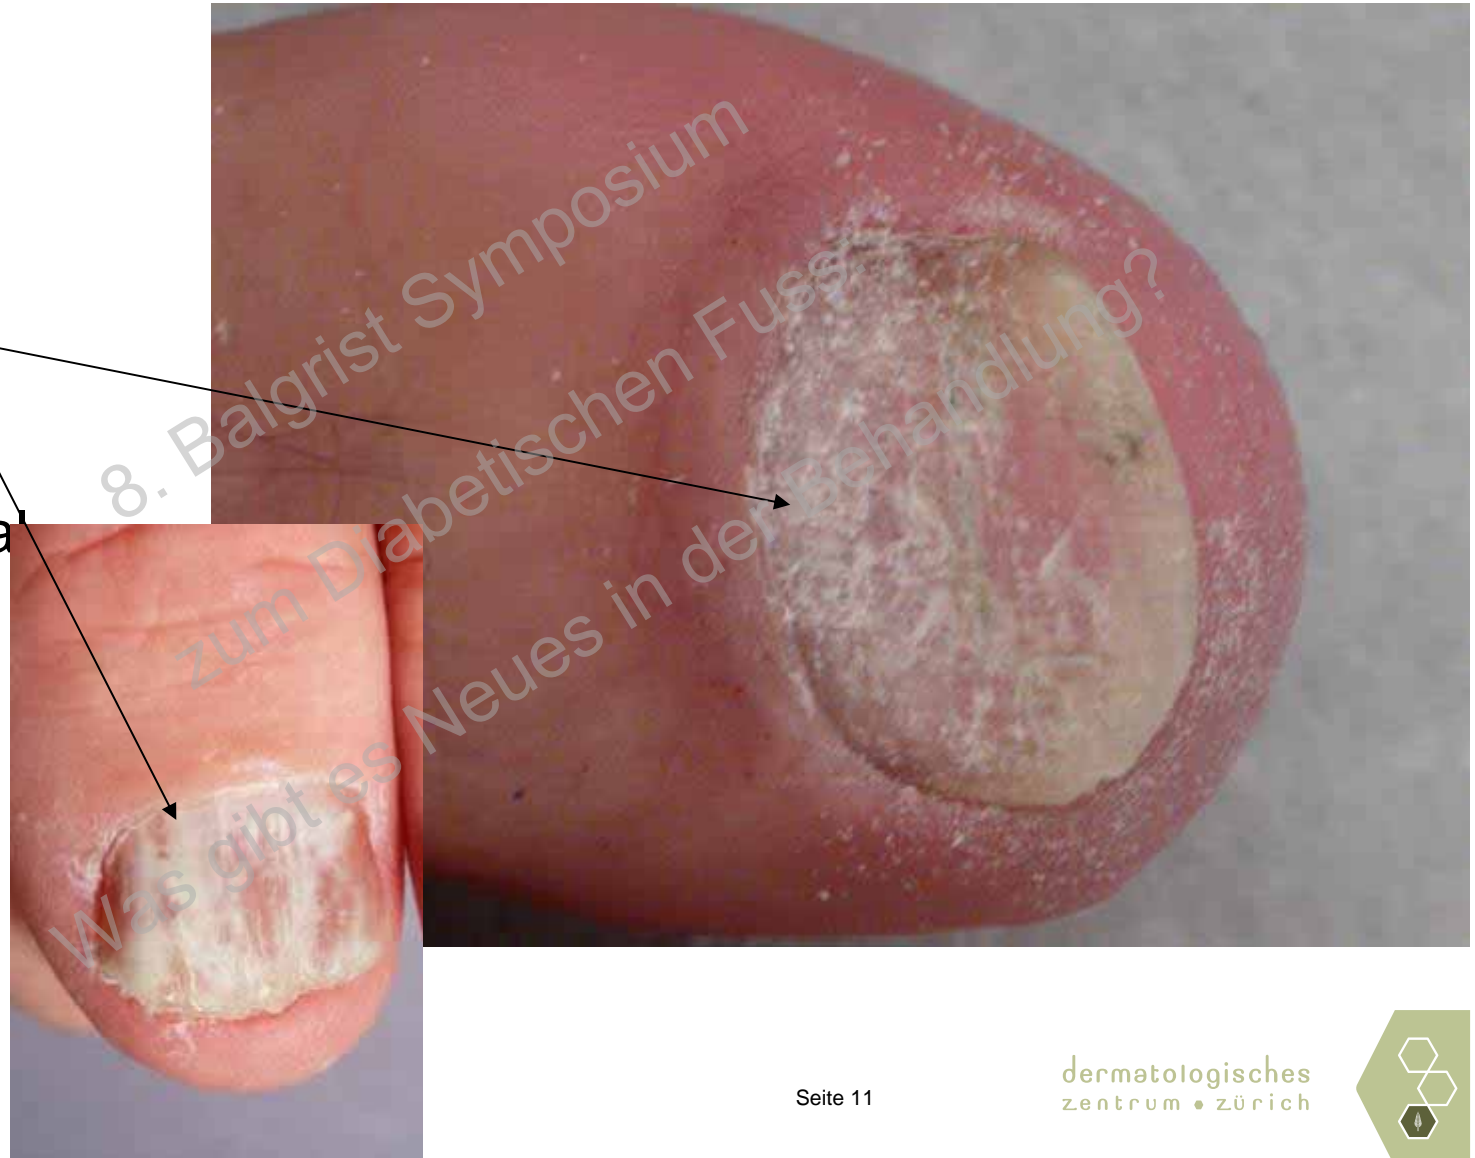 8. Balgrist Symposium
zum Diabetischen Fuss:
Was gibt es Neues in der Behandlung?
Seite 11
dermatologisches
zentrum • zürich